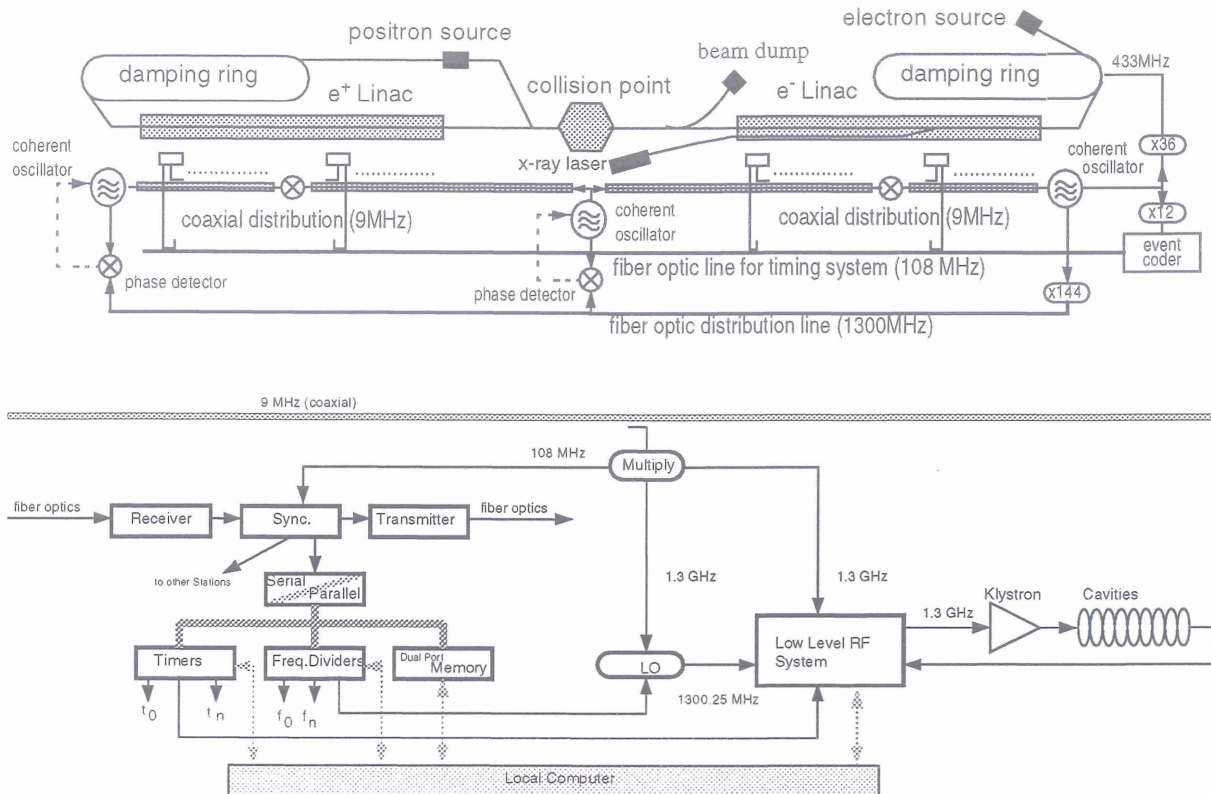 electron source
positron source
beam dump
damping ring
e+ Linac
collision point
e- Linac
damping ring
433MHz
x-ray laser
coherent
oscillator
coherent
oscillator
x36
coaxial distribution (9MHz)
coherent
oscillator
coaxial distribution (9MHz)
x12
event
coder
phase detector
phase detector
fiber optic line for timing system (108 MHz)
x144
fiber optic distribution line (1300MHz)
9 MHz (coaxial)
108 MHz
Multiply
fiber optics
Receiver
Sync.
Transmitter
fiber optics
to other Stations
Serial
Parallel
1.3 GHz
1.3 GHz
1.3 GHz
Klystron
Cavities
Low Level RF
System
Timers
Freq.Dividers
Dual Port
Memory
LO
1300.25 MHz
t0
tn
f0
fn
Local Computer